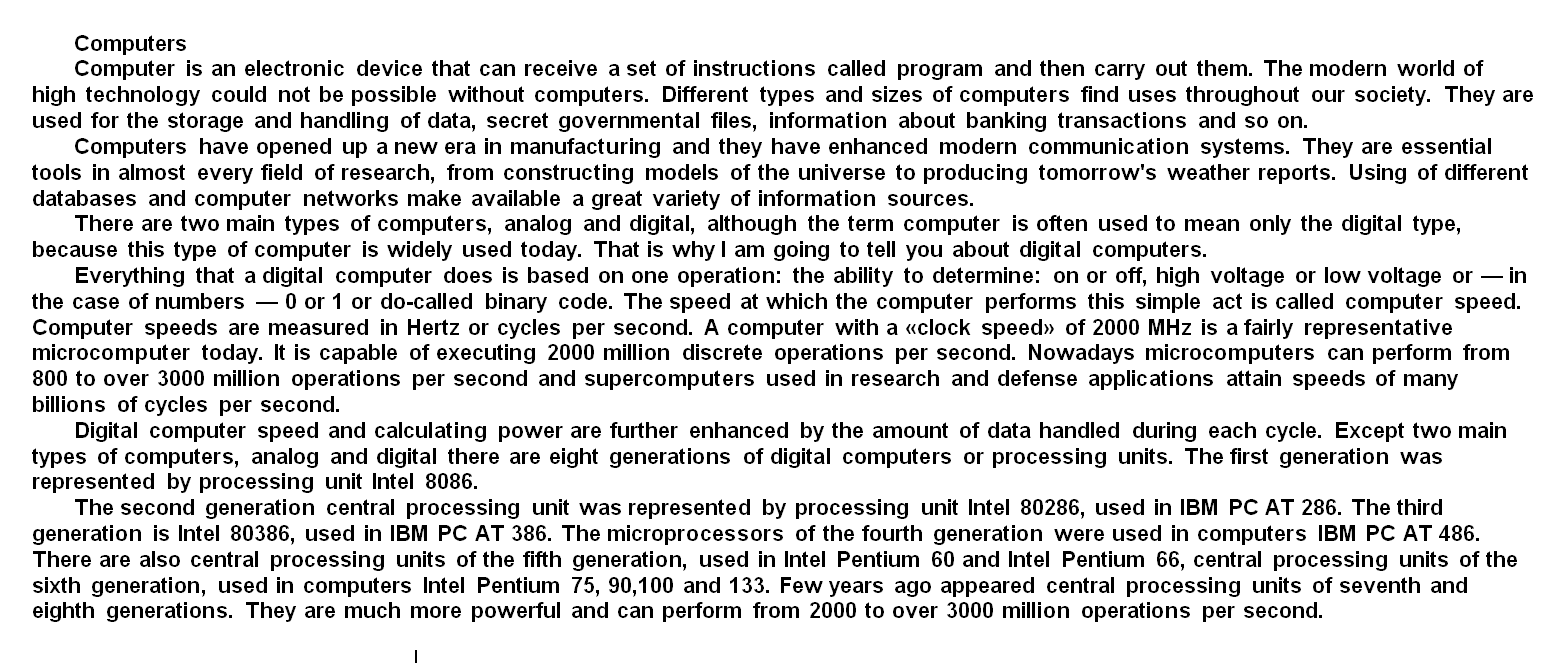 Computers
Computer is an electronic device that can receive a set of instructions called program and then carry out them. The modern world of
high technology could not be possible without computers. Different types and sizes of computers find uses throughout our society. They are
used for the storage and handling of data, secret governmental files, information about banking transactions and so on.
Computers have opened up a new era in manufacturing and they have enhanced modern communication systems. They are essential
tools in almost every field of research, from constructing models of the universe to producing tomorrow's weather reports. Using of different
databases and computer networks make available a great variety of information sources.
There are two main types of computers, analog and digital, although the term computer is often used to mean only the digital type,
because this type of computer is widely used today. That is why I am going to tell you about digital computers.
Everything that a digital computer does is based on one operation: the ability to determine: on or off, high voltage or low voltage or — in
the case of numbers — 0 or 1 or do-called binary code. The speed at which the computer performs this simple act is called computer speed.
Computer speeds are measured in Hertz or cycles per second. A computer with a «clock speed» of 2000 MHz is a fairly representative
microcomputer today. It is capable of executing 2000 million discrete operations per second. Nowadays microcomputers can perform from
800 to over 3000 million operations per second and supercomputers used in research and defense applications attain speeds of many
billions of cycles per second.
Digital computer speed and calculating power are further enhanced by the amount of data handled during each cycle. Except two main
types of computers, analog and digital there are eight generations of digital computers or processing units. The first generation was
represented by processing unit Intel 8086.
The second generation central processing unit was represented by processing unit Intel 80286, used in IBM PC AT 286. The third
generation is Intel 80386, used in IBM PC AT 386. The microprocessors of the fourth generation were used in computers IBM PC AT 486.
There are also central processing units of the fifth generation, used in Intel Pentium 60 and Intel Pentium 66, central processing units of the
sixth generation, used in computers Intel Pentium 75, 90,100 and 133. Few years ago appeared central processing units of seventh and
eighth generations. They are much more powerful and can perform from 2000 to over 3000 million operations per second.